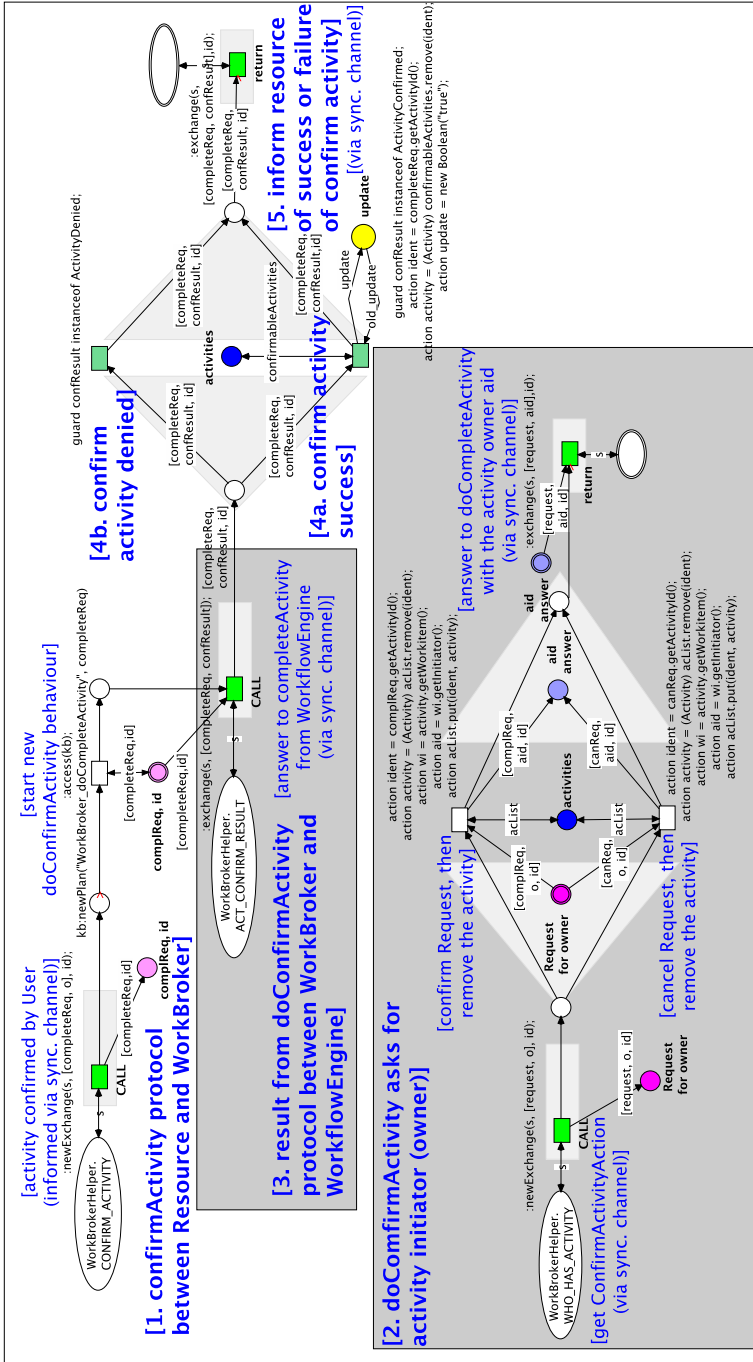 [activity confirmed by User
(informed via sync. channel)]
:newExchange(s, [completeReq, o], id);
WorkBrokerHelper.
CONFIRM_ACTIVITY
s
CALL
[completeReq,id]
complReq, id
[1. confirmActivity protocol
between Resource and WorkBroker]
[start new
doConfirmActivity behaviour]
:access(kb);
kb:newPlan("WorkBroker_doCompleteActivity", completeReq)
[completeReq,id]
complReq, id
[completeReq,id]
:exchange(s, [completeReq, confResult]);
WorkBrokerHelper.
ACT_CONFIRM_RESULT
s
CALL
[answer to completeActivity
from WorkflowEngine
(via sync. channel)]
[3. result from doConfirmActivity
protocol between WorkBroker and
WorkflowEngine]
[completeReq,
confResult, id]
[4b. confirm
activity denied]
guard confResult instanceof ActivityDenied;
[completeReq,
confResult, id]
[completeReq,
confResult, id]
[4a. confirm activity
success]
activities
confirmableActivities
[completeReq,
confResult, id]
[completeReq,
confResult,id]
update
old_update
update
guard confResult instanceof ActivityConfirmed;
action ident = completeReq.getActivityId();
action activity = (Activity) confirmableActivities.remove(ident);
action update = new Boolean("true");
:exchange(s,
[completeReq, confResult],id);
[completeReq,
confResult, id]
return
[5. inform resource
of success or failure
of confirm activity]
[(via sync. channel)]
[2. doComfirmActivity asks for
activity initiator (owner)]
:newExchange(s, [request, o], id);
WorkBrokerHelper.
WHO_HAS_ACTIVITY
s
CALL
[get ConfirmActivityAction
(via sync. channel)]
[request, o, id]
Request
for owner
[confirm Request, then
remove the activity]
Request
for owner
[complReq,
o, id]
[canReq,
o, id]
[cancel Request, then
remove the activity]
acList
activities
acList
action ident = complReq.getActivityId();
action activity = (Activity) acList.remove(ident);
action wi = activity.getWorkitem();
action aid = wi.getInitiator();
action acList.put(ident, activity);
[complReq,
aid, id]
aid
answer
[canReq,
aid, id]
action ident = canReq.getActivityId();
action activity = (Activity) acList.remove(ident);
action wi = activity.getWorkitem();
action aid = wi.getInitiator();
action acList.put(ident, activity);
aid
answer
[answer to doCompleteActivity
with the activity owner aid
(via sync. channel)]
:exchange(s, [request, aid],id);
[request,
aid, id]
return
s